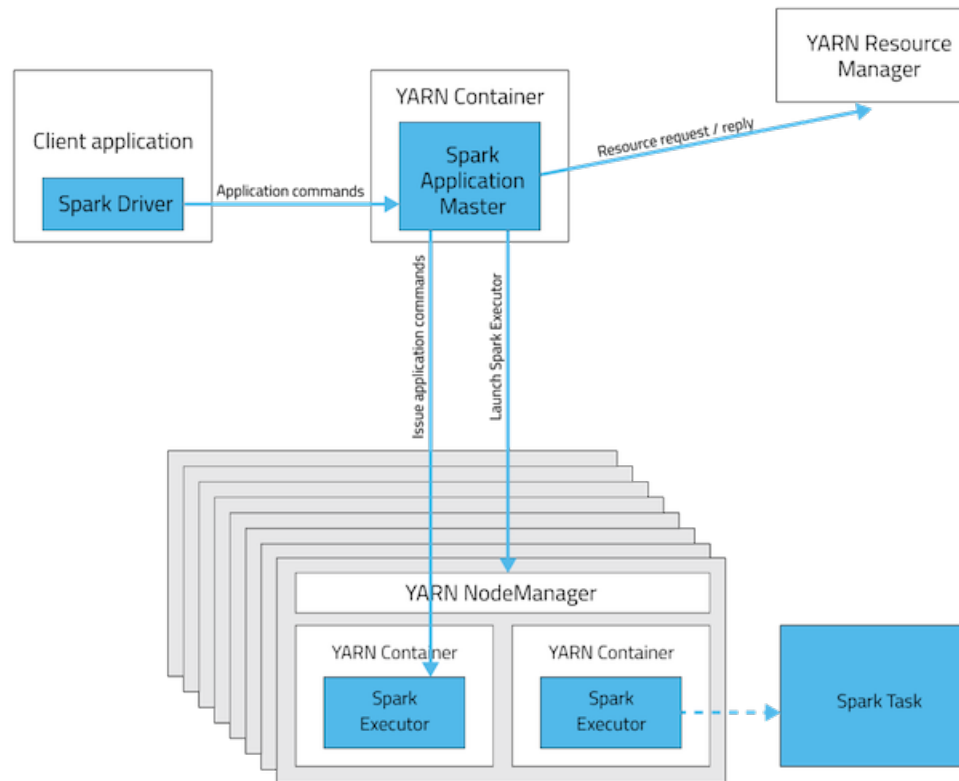 YARN Resource
Manager
YARN Container
Client application
Spark
Application
Master
Spark Driver
Application commands
Resource request / reply
Issue application commands
Launch Spark Executor
YARN NodeManager
YARN Container
YARN Container
Spark
Executor
Spark
Executor
Spark Task